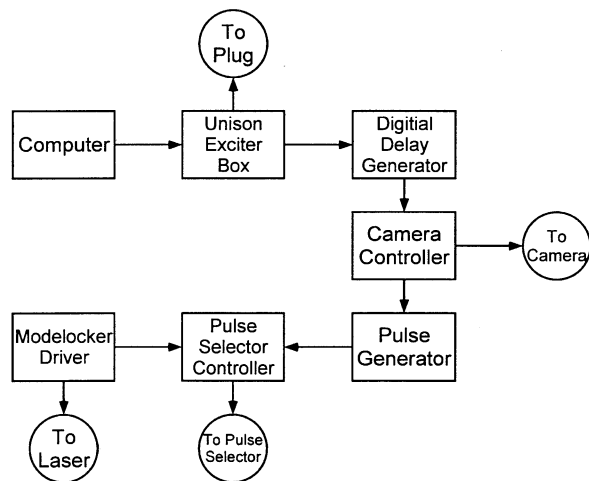 To
Plug
Computer
Unison
Exciter
Box
Digitial
Delay
Generator
Camera
Controller
To
Camera
Modelocker
Driver
Pulse
Selector
Controller
Pulse
Generator
To
Laser
To Pulse
Selector